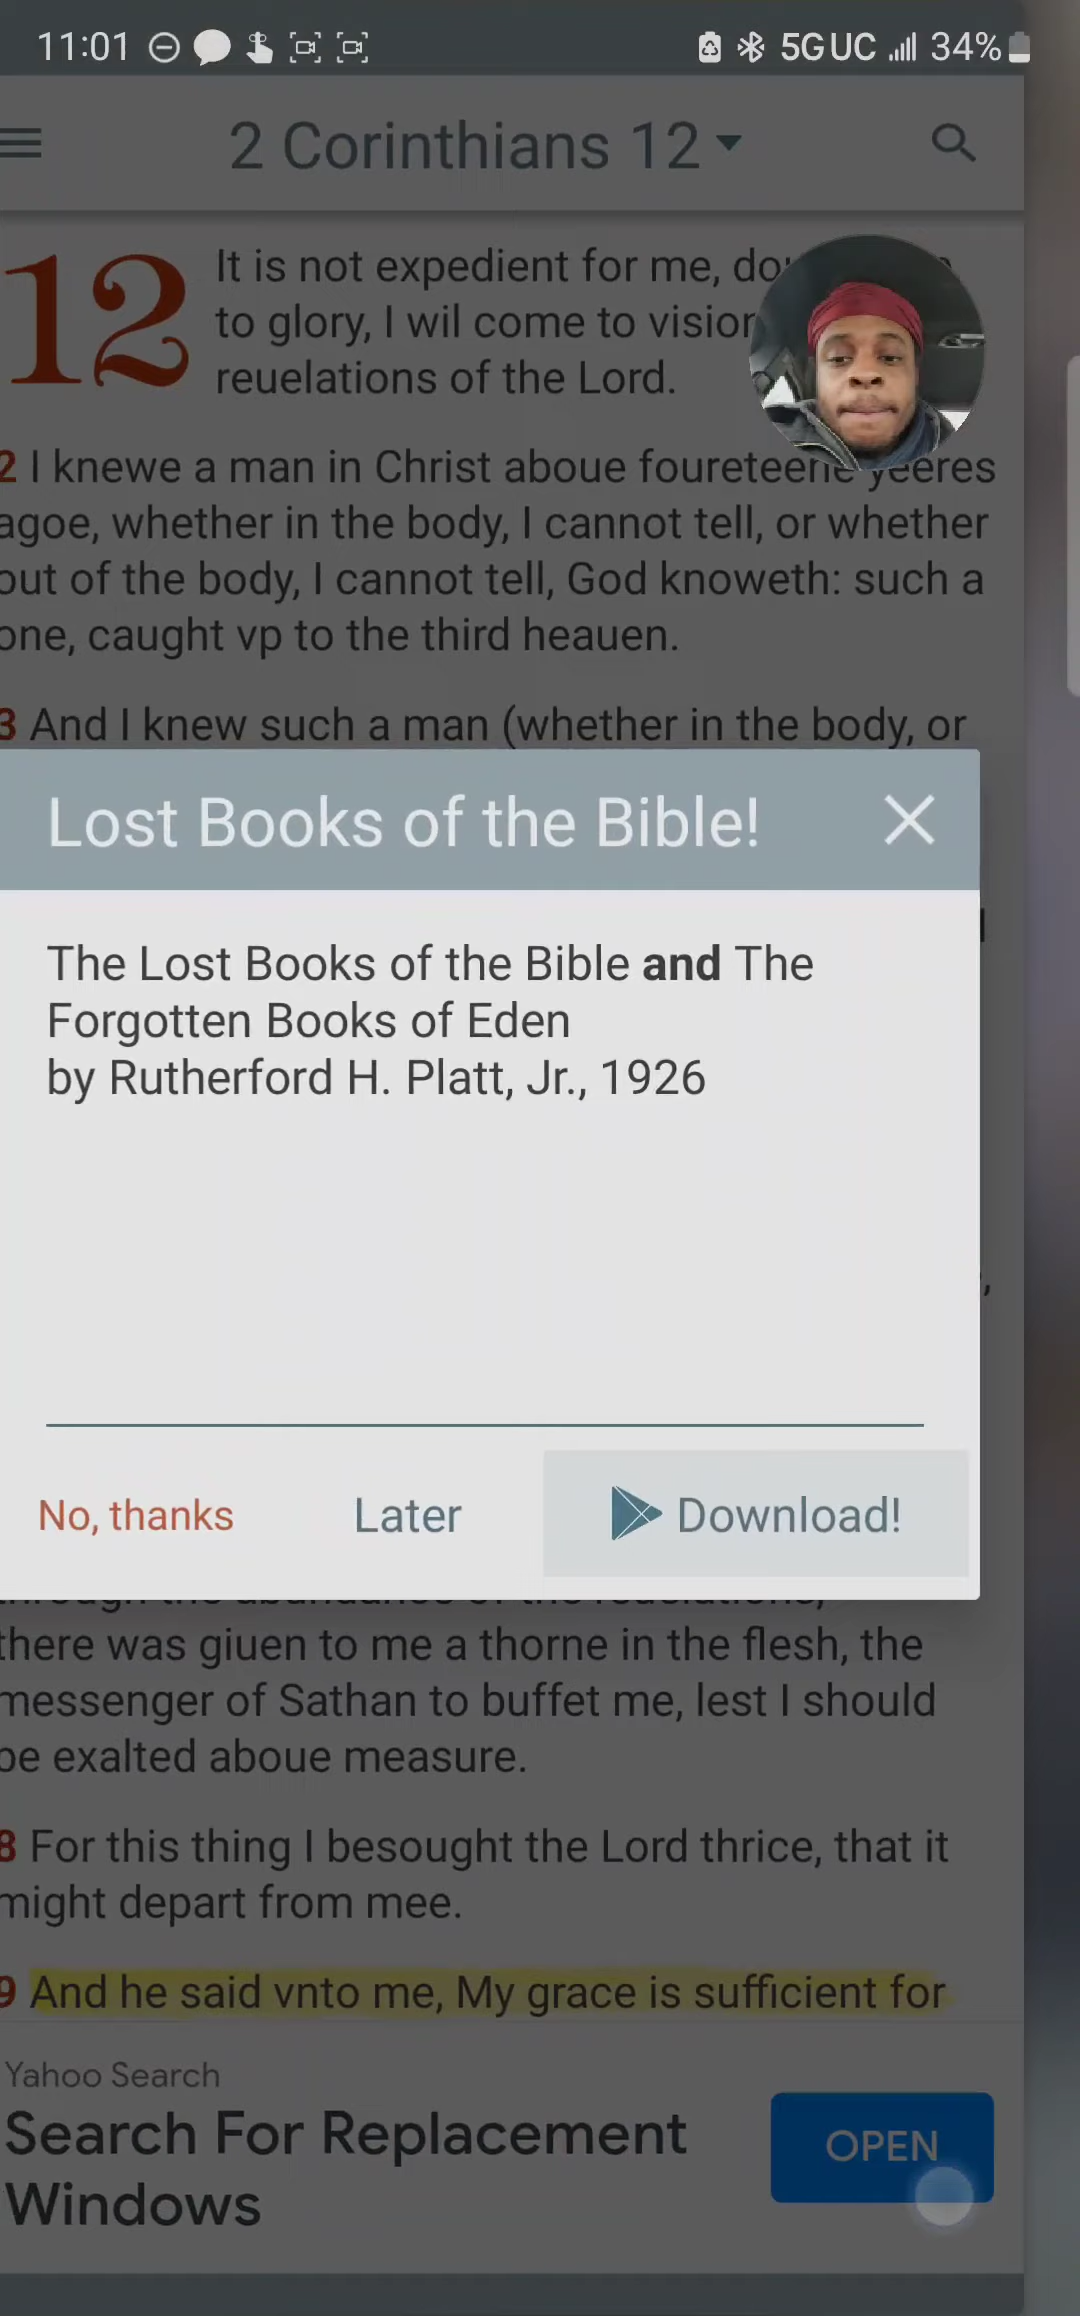 11:01 5G UC 34%
2 Corinthians 12
12 It is not expedient for me,
to glory, I wil come to
reuelations of the Lord.
2 I knewe a man in Christ aboue foureteene yeeres
agoe, whether in the body, I cannot tell, or whether
out of the body, I cannot tell, God knoweth: such a
one, caught vp to the third heauen.
3 And I knew such a man (whether in the body, or
Lost Books of the Bible!
The Lost Books of the Bible and The
Forgotten Books of Eden
by Rutherford H. Platt, Jr., 1926
No, thanks Later Download!
there was giuen to me a thorne in the flesh, the
messenger of Sathan to buffet me, lest I should
be exalted aboue measure.
8 For this thing I besought the Lord thrice, that it
might depart from mee.
9 And he said vnto me, My grace is sufficient for
Yahoo Search
Search For Replacement
Windows
OPEN